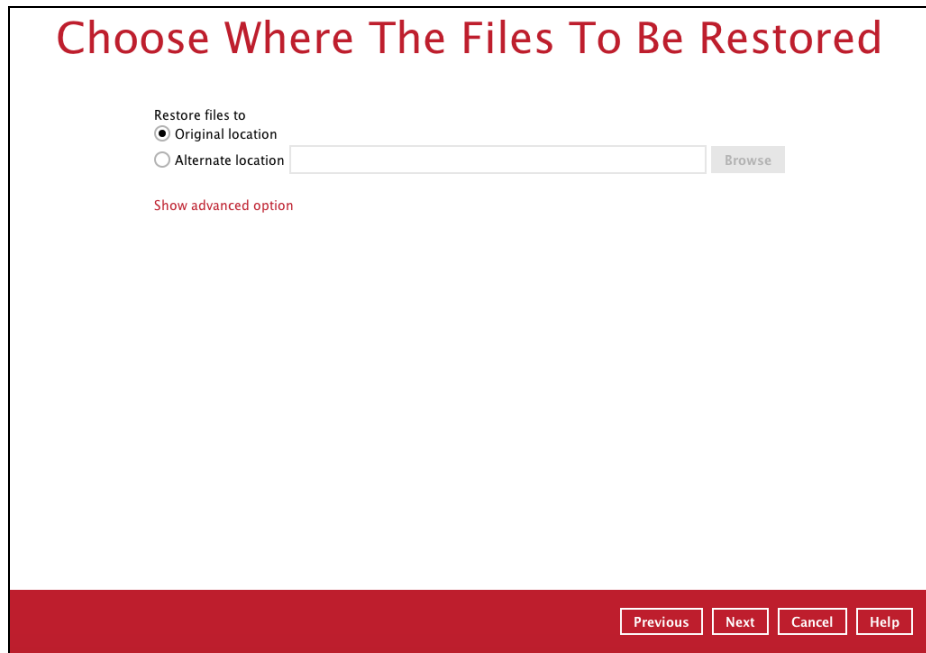 Choose Where The Files To Be Restored
Restore files to
Original location
Alternate location Browse
Show advanced option
Previous Next Cancel Help